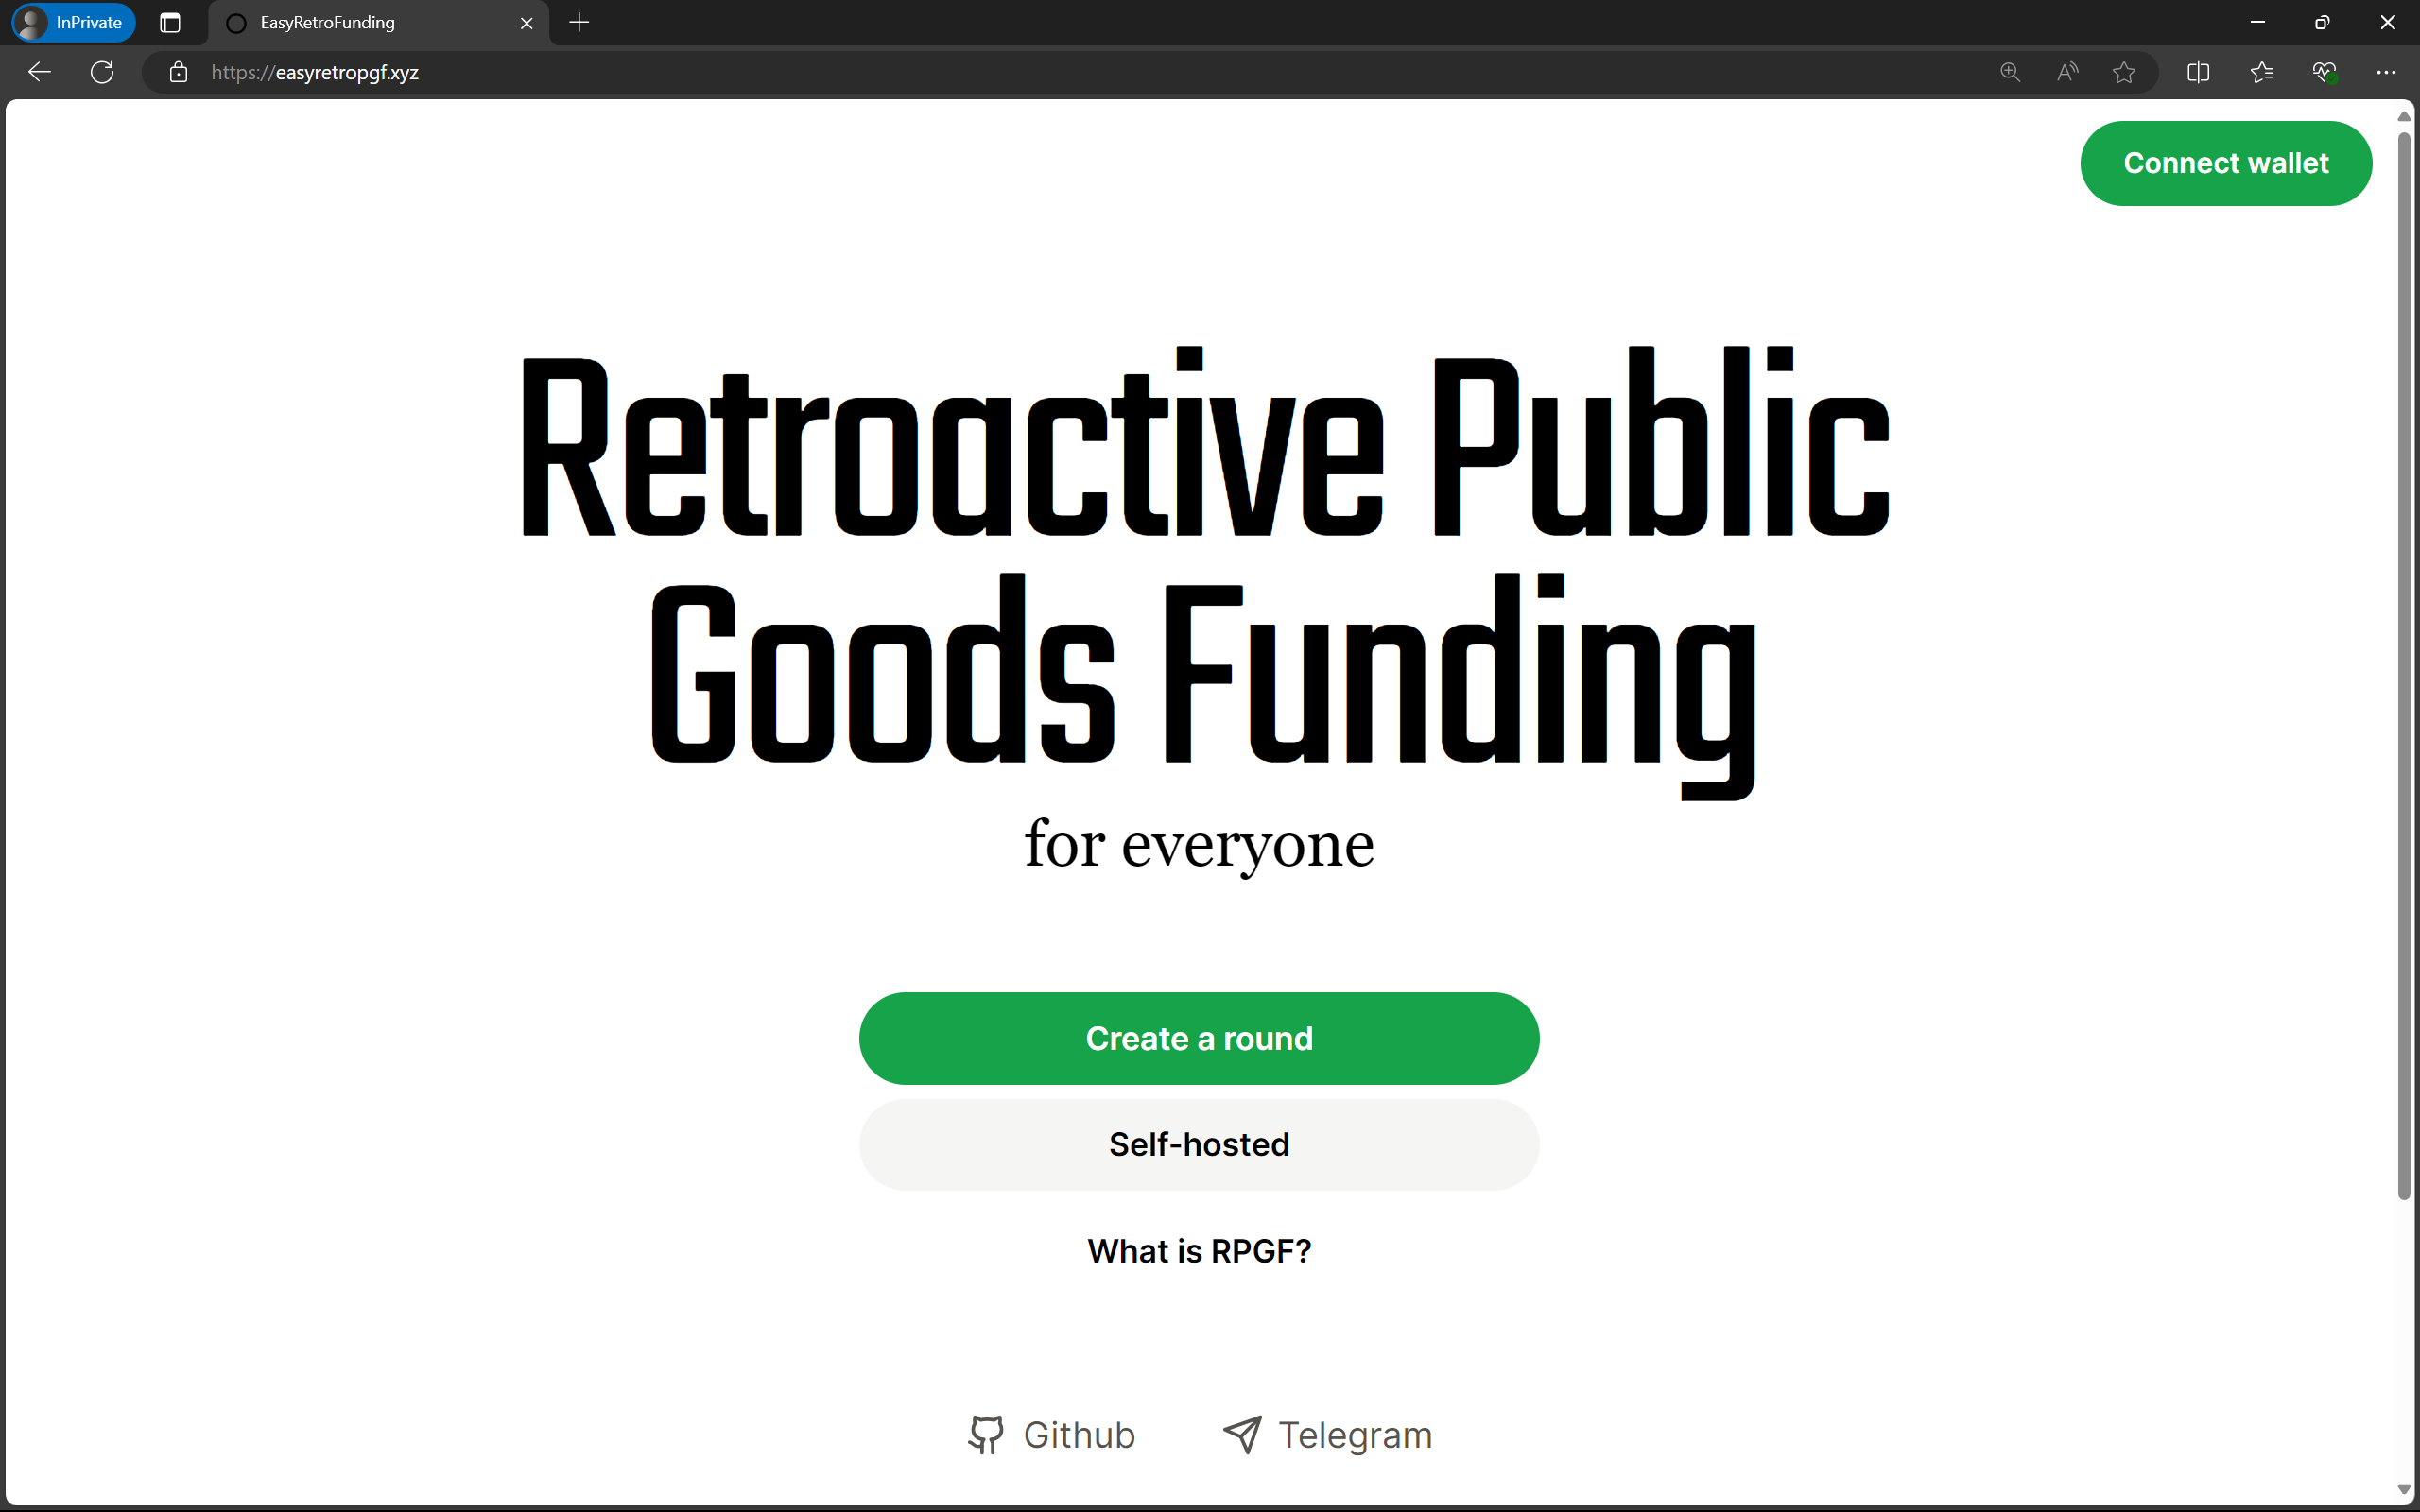 InPrivate
EasyRetroFunding
https://easyretropgf.xyz
Connect wallet
Retroactive Public
Goods Funding
for everyone
Create a round
Self-hosted
What is RPGF?
Github
Telegram